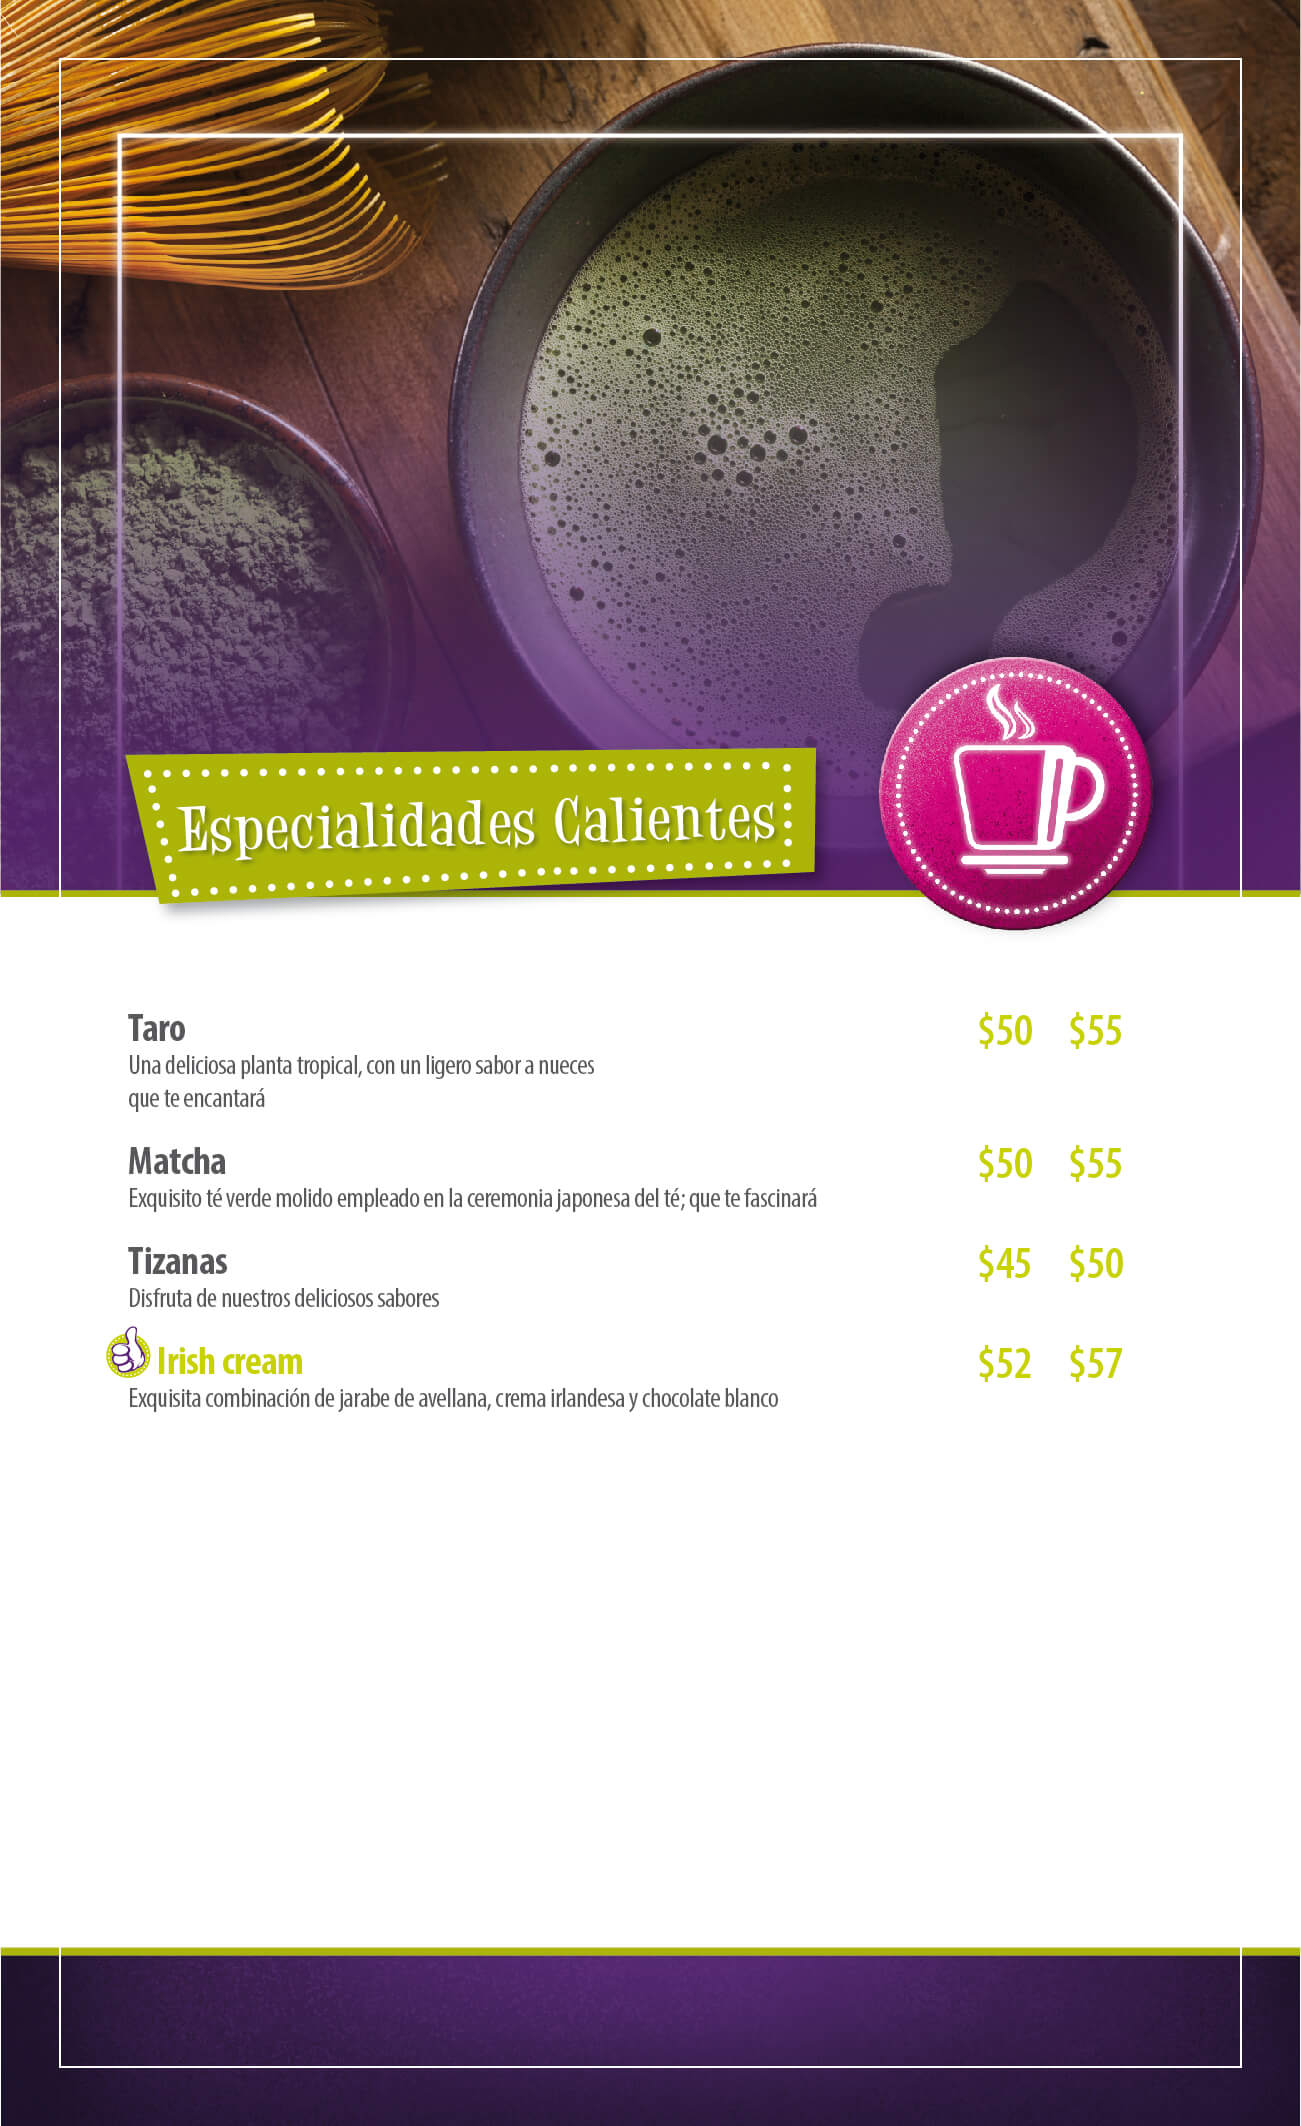 Especialidades Calientes
Taro $50 $55
Una deliciosa planta tropical, con un ligero sabor a nueces
que te encantará
Matcha $50 $55
Exquisito té verde molido empleado en la ceremonia japonesa del té; que te fascinará
Tizanas $45 $50
Disfruta de nuestros deliciosos sabores
Irish cream $52 $57
Exquisita combinación de jarabe de avellana, crema irlandesa y chocolate blanco